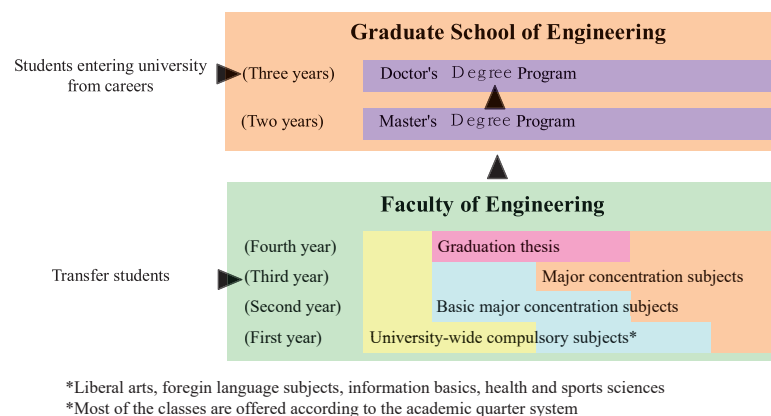 Graduate School of Engineering
Students entering university
from careers
(Three years)
Doctor's Degree Program
(Two years)
Master's Degree Program
Faculty of Engineering
(Fourth year)
Graduation thesis
Transfer students
(Third year)
Major concentration subjects
(Second year)
Basic major concentration subjects
(First year)
University-wide compulsory subjects*
*Liberal arts, foregin language subjects, information basics, health and sports sciences
*Most of the classes are offered according to the academic quarter system